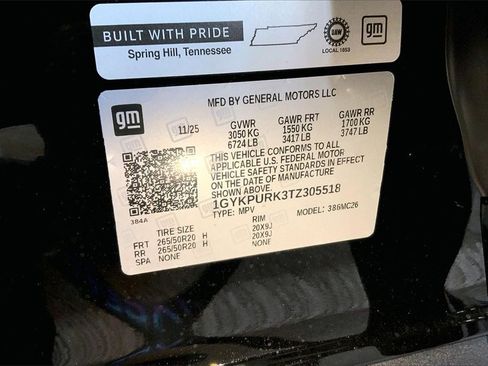 BUILT WITH PRIDE
Spring Hill, Tennessee
UAW
LOCAL 1853
gm
gm
MFD BY GENERAL MOTORS LLC
11/25 GVWR GAWR FRT GAWR RR
3050 KG 1550 KG 1700 KG
6724 LB 3417 LB 3747 LB
THIS VEHICLE CONFORMS TO ALL
APPLICABLE U.S. FEDERAL MOTOR
VEHICLE SAFETY STANDARDS IN EFFECT
ON THE DATE OF MANUFACTURE
SHOWN ABOVE.
1GYKPURK3TZ305518
TYPE: MPV 386MC26
384A
TIRE SIZE RIM
FRT 265/50R20 H 20X9J
RR 265/50R20 H 20X9J
SPA NONE NONE